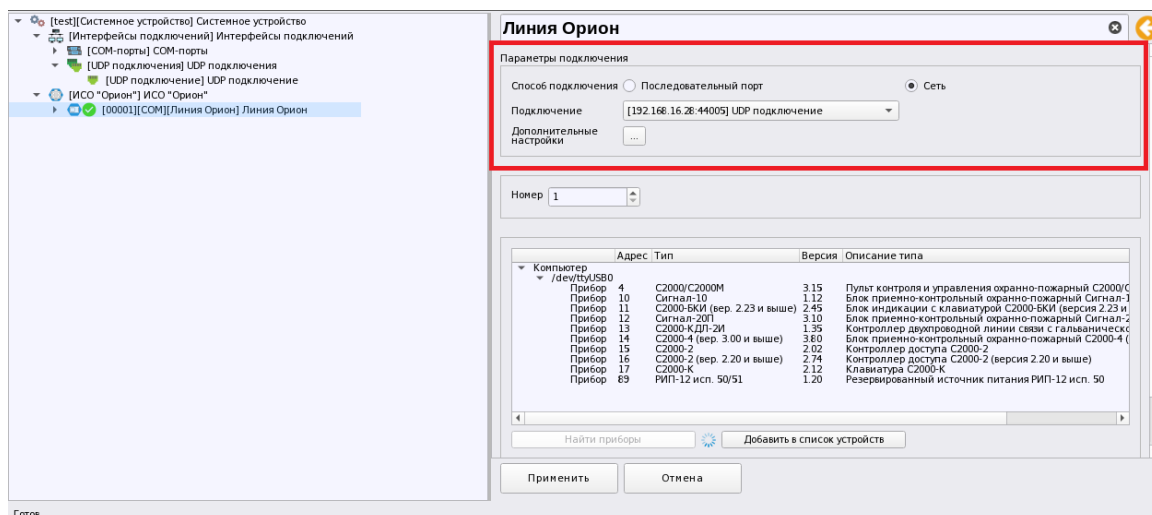 [test][Системное устройство] Системное устройство
[Интерфейсы подключений] Интерфейсы подключений
[COM-порты] COM-порты
[UDP подключения] UDP подключения
[UDP подключение] UDP подключение
[ИСО "Орион"] ИСО "Орион"
[00001][COM][Линия Орион] Линия Орион
Линия Орион
Параметры подключения
Способ подключения Последовательный порт Сеть
Подключение [192.168.16.28:44005] UDP подключение
Дополнительные
настройки ...
Номер 1
Адрес Тип Версия Описание типа
Компьютер
/dev/ttyUSB0
Прибор 4 С2000/С2000М 3.15 Пульт контроля и управления охранно-пожарный С2000/С
Прибор 10 Сигнал-10 1.12 Блок приемно-контрольный охранно-пожарный Сигнал-1
Прибор 11 С2000-БКИ (вер. 2.23 и выше) 2.45 Блок индикации с клавиатурой С2000-БКИ (версия 2.23 и
Прибор 12 Сигнал-20П 3.10 Блок приемно-контрольный охранно-пожарный Сигнал-2
Прибор 13 С2000-КДЛ-2И 1.35 Контроллер двухпроводной линии связи с гальваническо
Прибор 14 С2000-4 (вер. 3.00 и выше) 3.80 Блок приемно-контрольный охранно-пожарный С2000-4 (
Прибор 15 С2000-2 2.02 Контроллер доступа С2000-2
Прибор 16 С2000-2 (вер. 2.20 и выше) 2.74 Контроллер доступа С2000-2 (версия 2.20 и выше)
Прибор 17 С2000-К 2.12 Клавиатура С2000-К
Прибор 89 РИП-12 исп. 50/51 1.20 Резервированный источник питания РИП-12 исп. 50
Найти приборы Добавить в список устройств
Применить Отмена
Готов